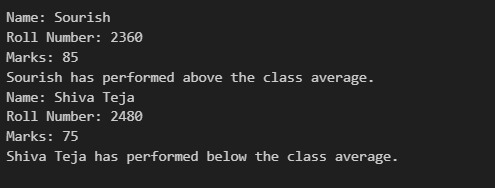 Name: Sourish
Roll Number: 2360
Marks: 85
Sourish has performed above the class average.
Name: Shiva Teja
Roll Number: 2480
Marks: 75
Shiva Teja has performed below the class average.